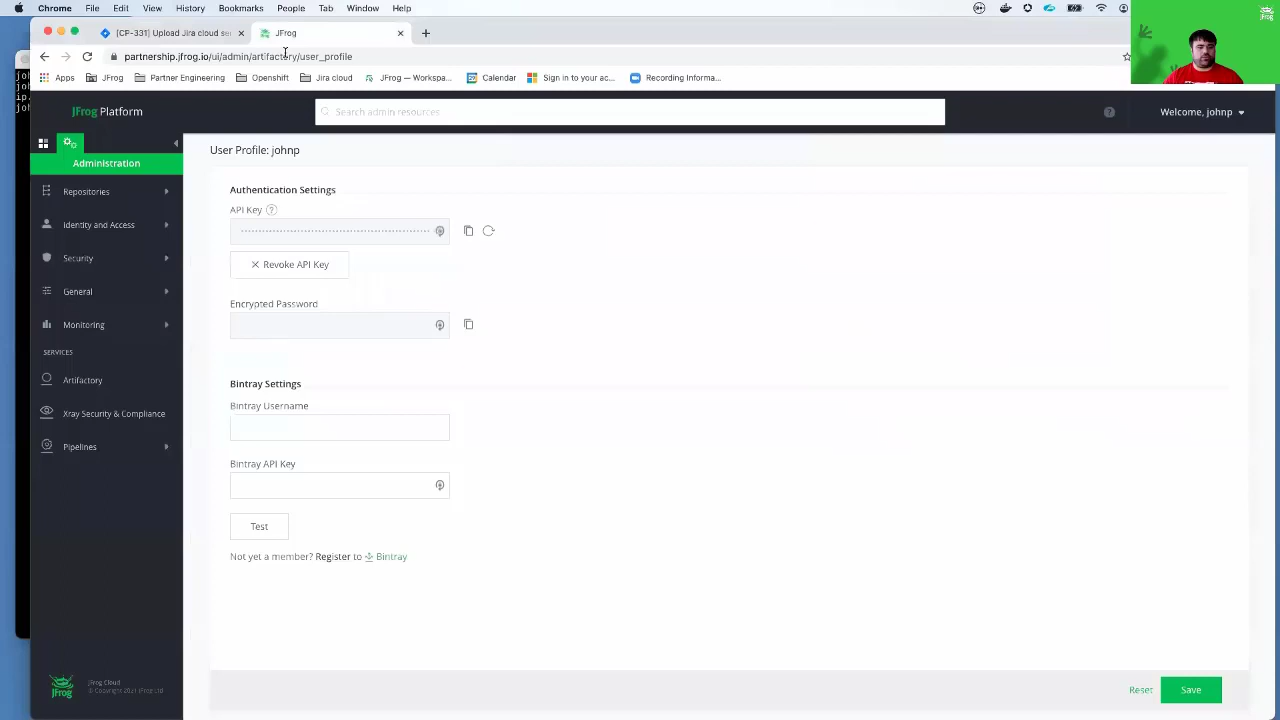 Chrome File Edit View History Bookmarks People Tab Window Help
[CP-331] Upload Jira cloud se
JFrog
partnership.jfrog.io/ui/admin/artifactory/user_profile
Apps JFrog Partner Engineering Openshift Jira cloud JFrog — Workspa... Calendar Sign in to your ac... Recording Informa...
JFrog Platform
Search admin resources
Welcome, johnp
Administration
User Profile: johnp
Repositories
Identity and Access
Security
General
Monitoring
SERVICES
Artifactory
Xray Security & Compliance
Pipelines
Authentication Settings
API Key
Revoke API Key
Encrypted Password
Bintray Settings
Bintray Username
Bintray API Key
Test
Not yet a member? Register to Bintray
JFrog Cloud
© Copyright 2021 JFrog Ltd
Reset
Save